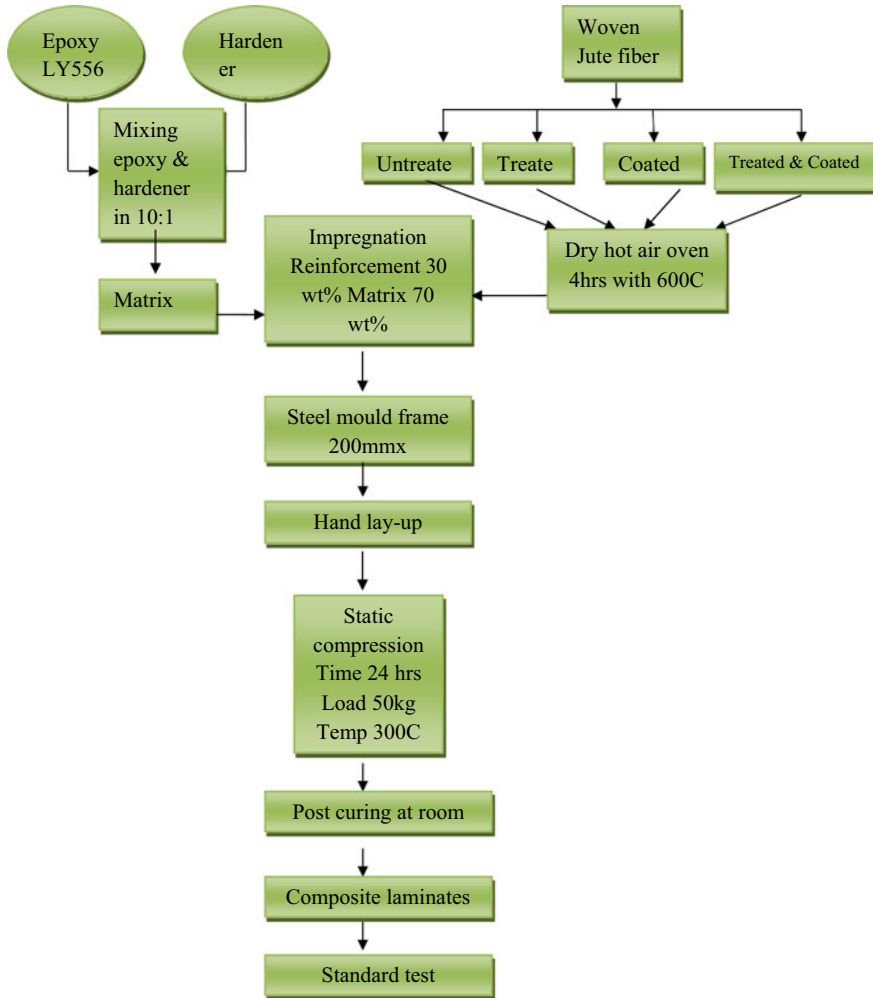 Epoxy
LY556
Harden
er
Mixing
epoxy &
hardener
in 10:1
Matrix
Woven
Jute fiber
Untreate
Treate
Coated
Treated & Coated
Dry hot air oven
4hrs with 600C
Impregnation
Reinforcement 30
wt% Matrix 70
wt%
Steel mould frame
200mmx
Hand lay-up
Static
compression
Time 24 hrs
Load 50kg
Temp 300C
Post curing at room
Composite laminates
Standard test